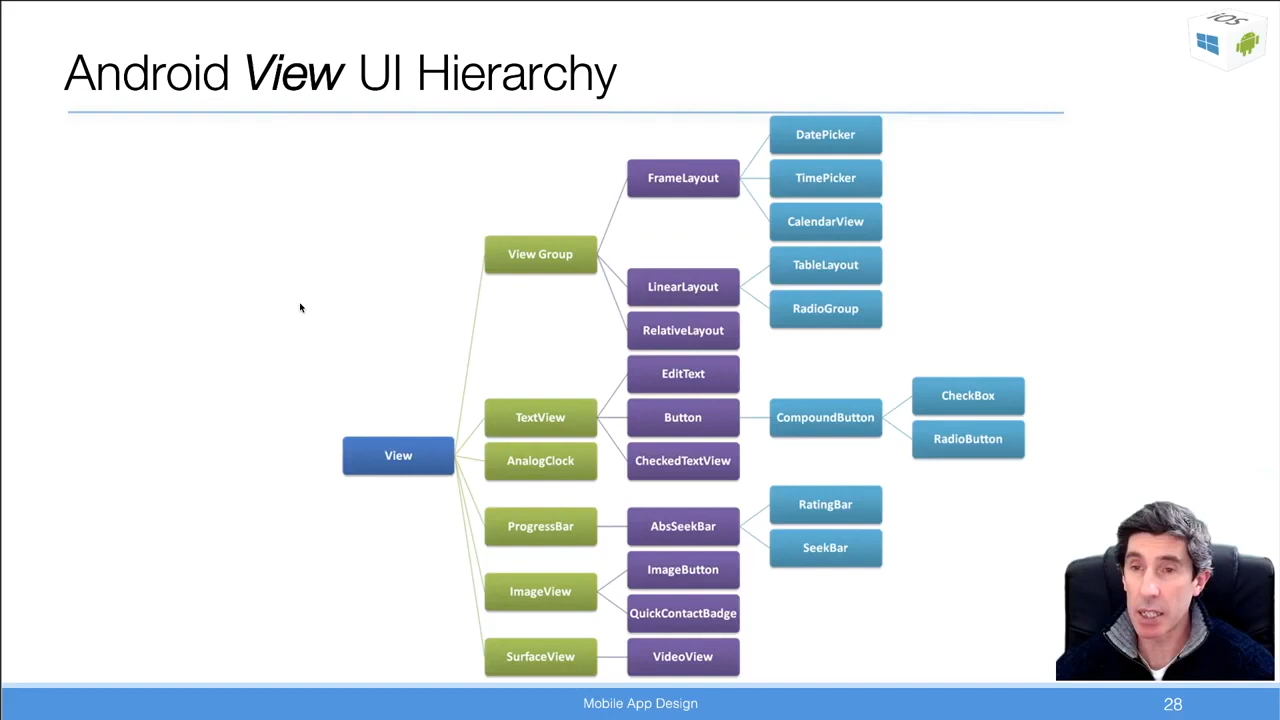 iOS
Android View UI Hierarchy
DatePicker
FrameLayout
TimePicker
CalendarView
View Group
TableLayout
LinearLayout
RadioGroup
RelativeLayout
EditText
CheckBox
TextView
Button
CompoundButton
RadioButton
View
AnalogClock
CheckedTextView
RatingBar
ProgressBar
AbsSeekBar
SeekBar
ImageButton
ImageView
QuickContactBadge
SurfaceView
VideoView
Mobile App Design
28